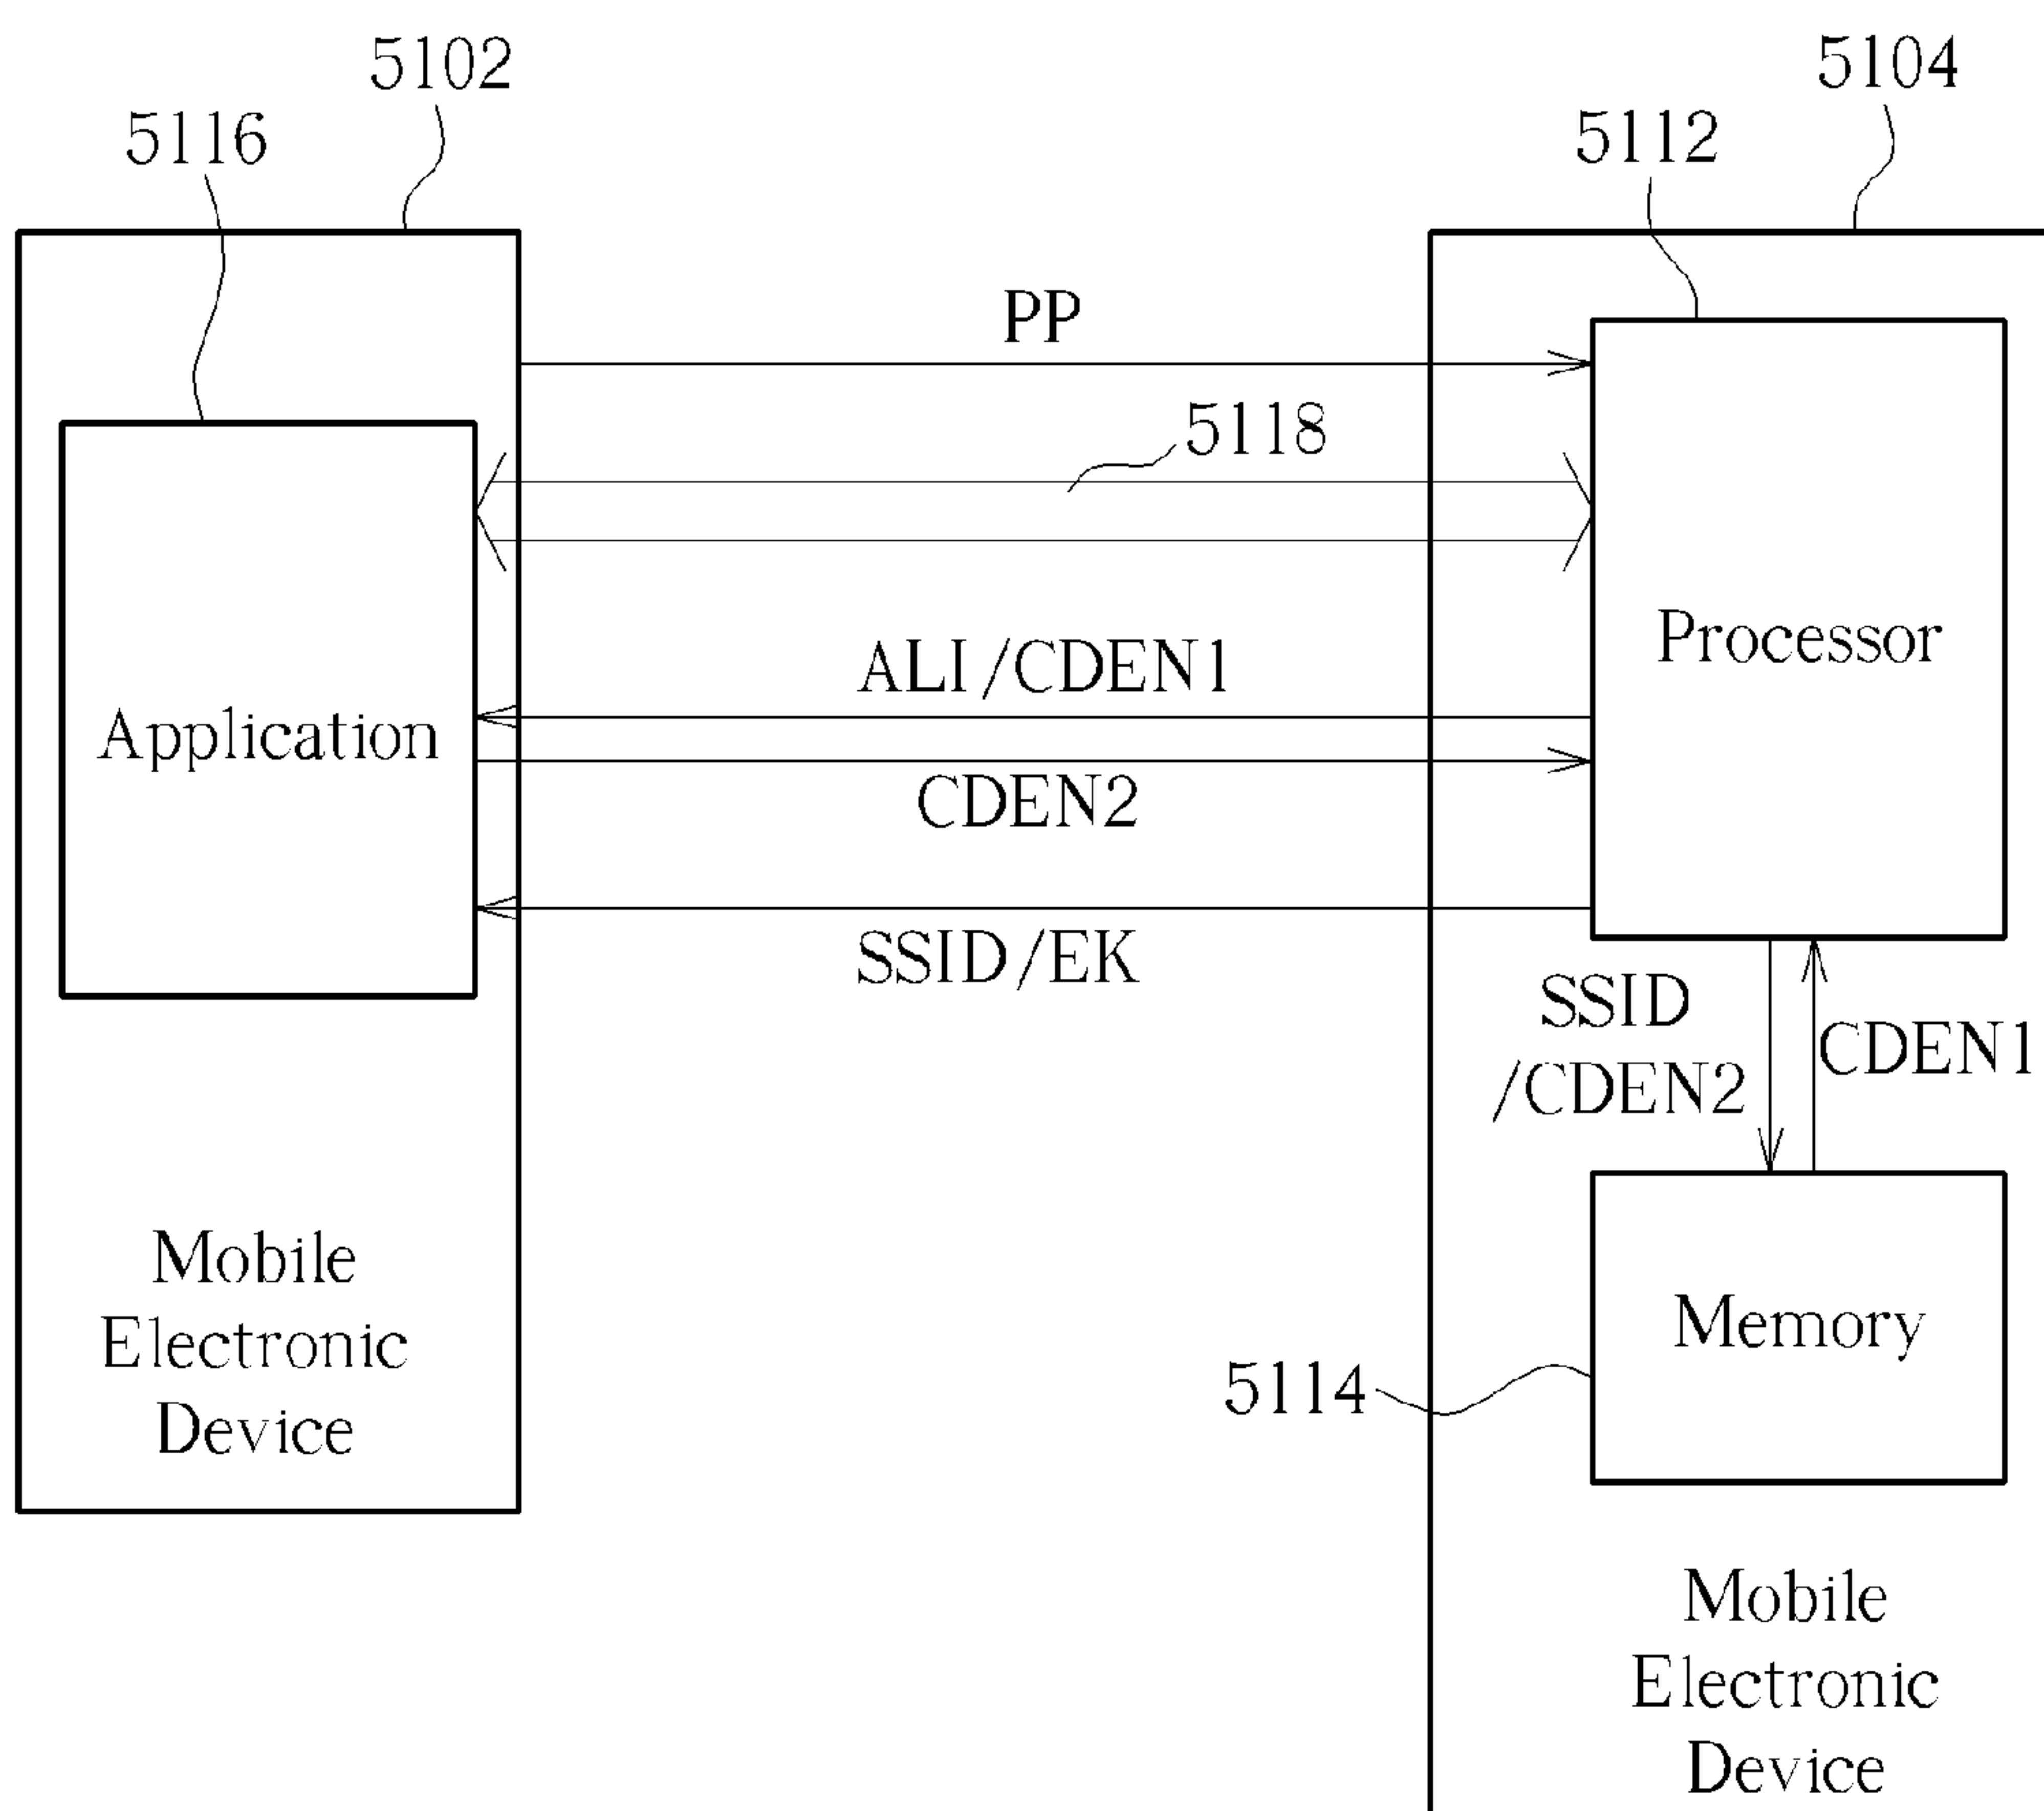 5102
5104
5116
5112
PP
5118
Processor
ALI/CDEN1
Application
CDEN2
SSID/EK
SSID
/CDEN2
CDEN1
Mobile
Electronic
Device
Memory
5114
Mobile
Electronic
Device